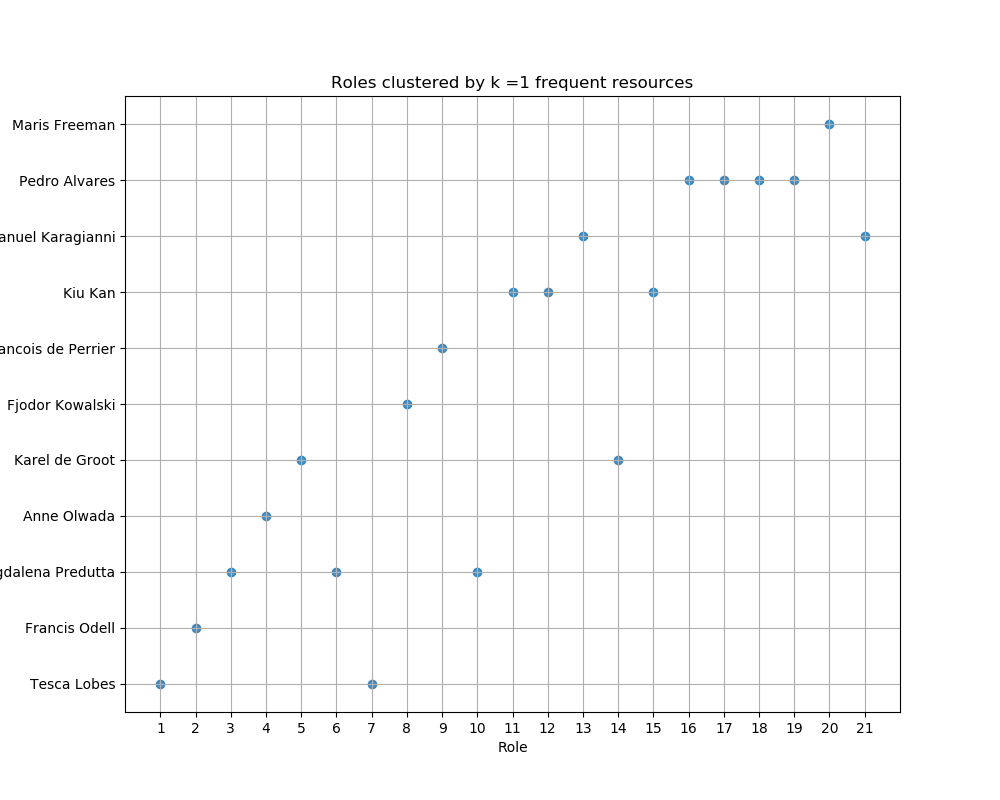 Roles clustered by k =1 frequent resources
Maris Freeman
Pedro Alvares
anuel Karagianni
Kiu Kan
ancois de Perrier
Fjodor Kowalski
Karel de Groot
Anne Olwada
gdalena Predutta
Francis Odell
Tesca Lobes
1 2 3 4 5 6 7 8 9 10 11 12 13 14 15 16 17 18 19 20 21
Role